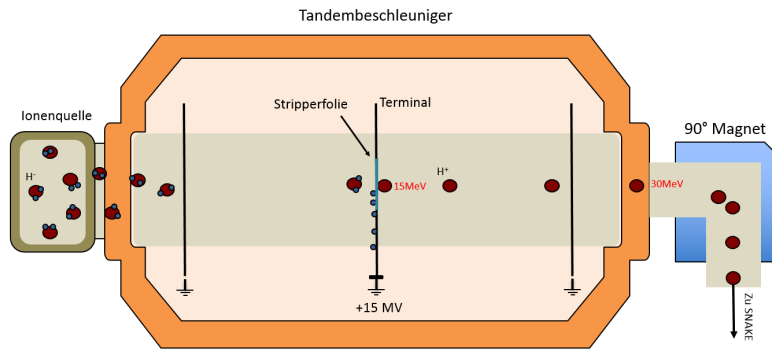 Tandembeschleuniger
Ionenquelle
Stripperfolie
Terminal
90° Magnet
H⁻
H⁺
15MeV
30MeV
+15 MV
Zu SNAKE